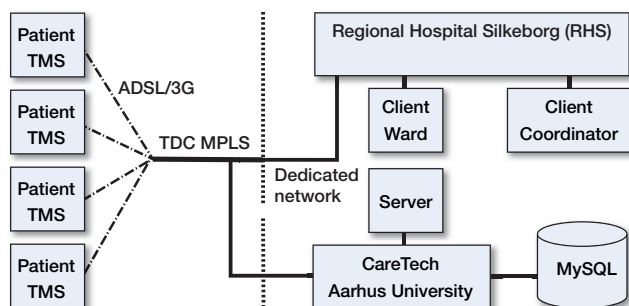 Patient
TMS
Patient
TMS
Patient
TMS
Patient
TMS
ADSL/3G
TDC MPLS
Regional Hospital Silkeborg (RHS)
Client
Ward
Client
Coordinator
Dedicated
network
Server
CareTech
Aarhus University
MySQL